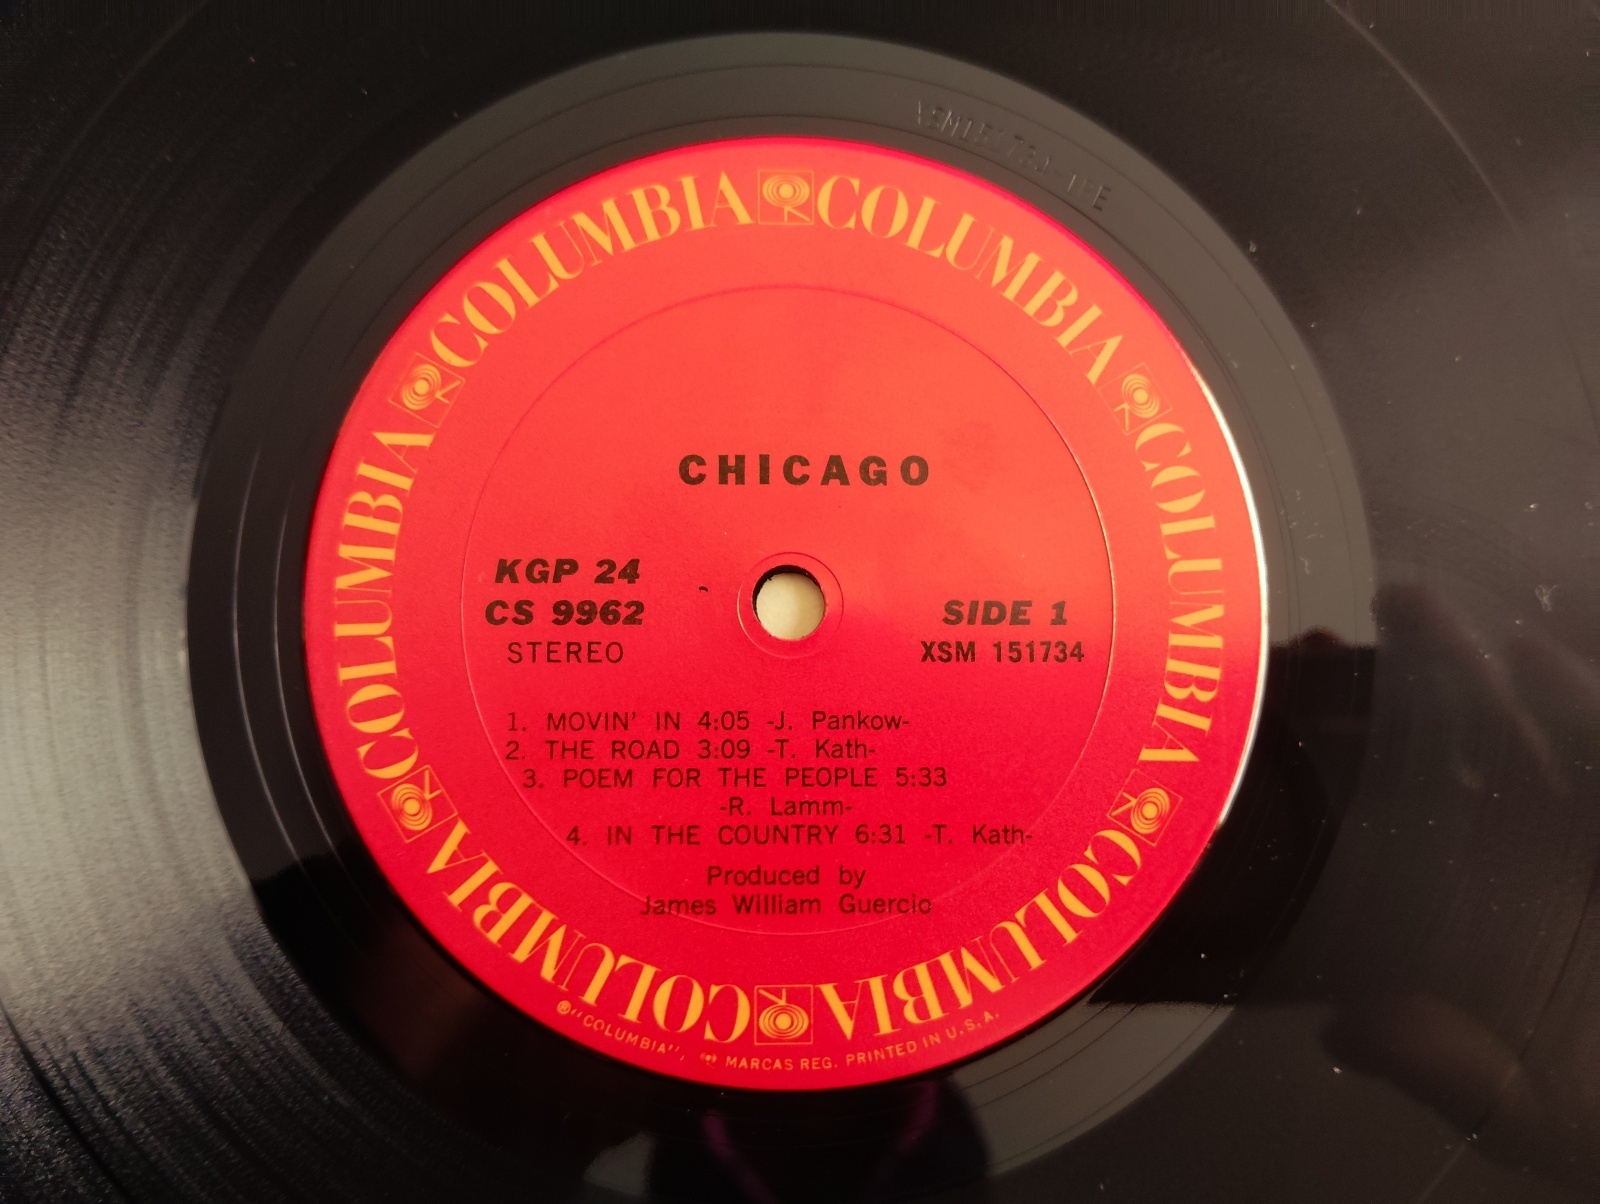 COLUMBIA COLUMBIA COLUMBIA COLUMBIA COLUMBIA COLUMBIA COLUMBIA COLUMBIA
CHICAGO
KGP 24
CS 9962 SIDE 1
STEREO XSM 151734
1. MOVIN' IN 4:05 -J. Pankow-
2. THE ROAD 3:09 -T. Kath-
3. POEM FOR THE PEOPLE 5:33
-R. Lamm-
4. IN THE COUNTRY 6:31 -T. Kath-
Produced by
James William Guercio
®"COLUMBIA", MARCAS REG. PRINTED IN U.S.A.